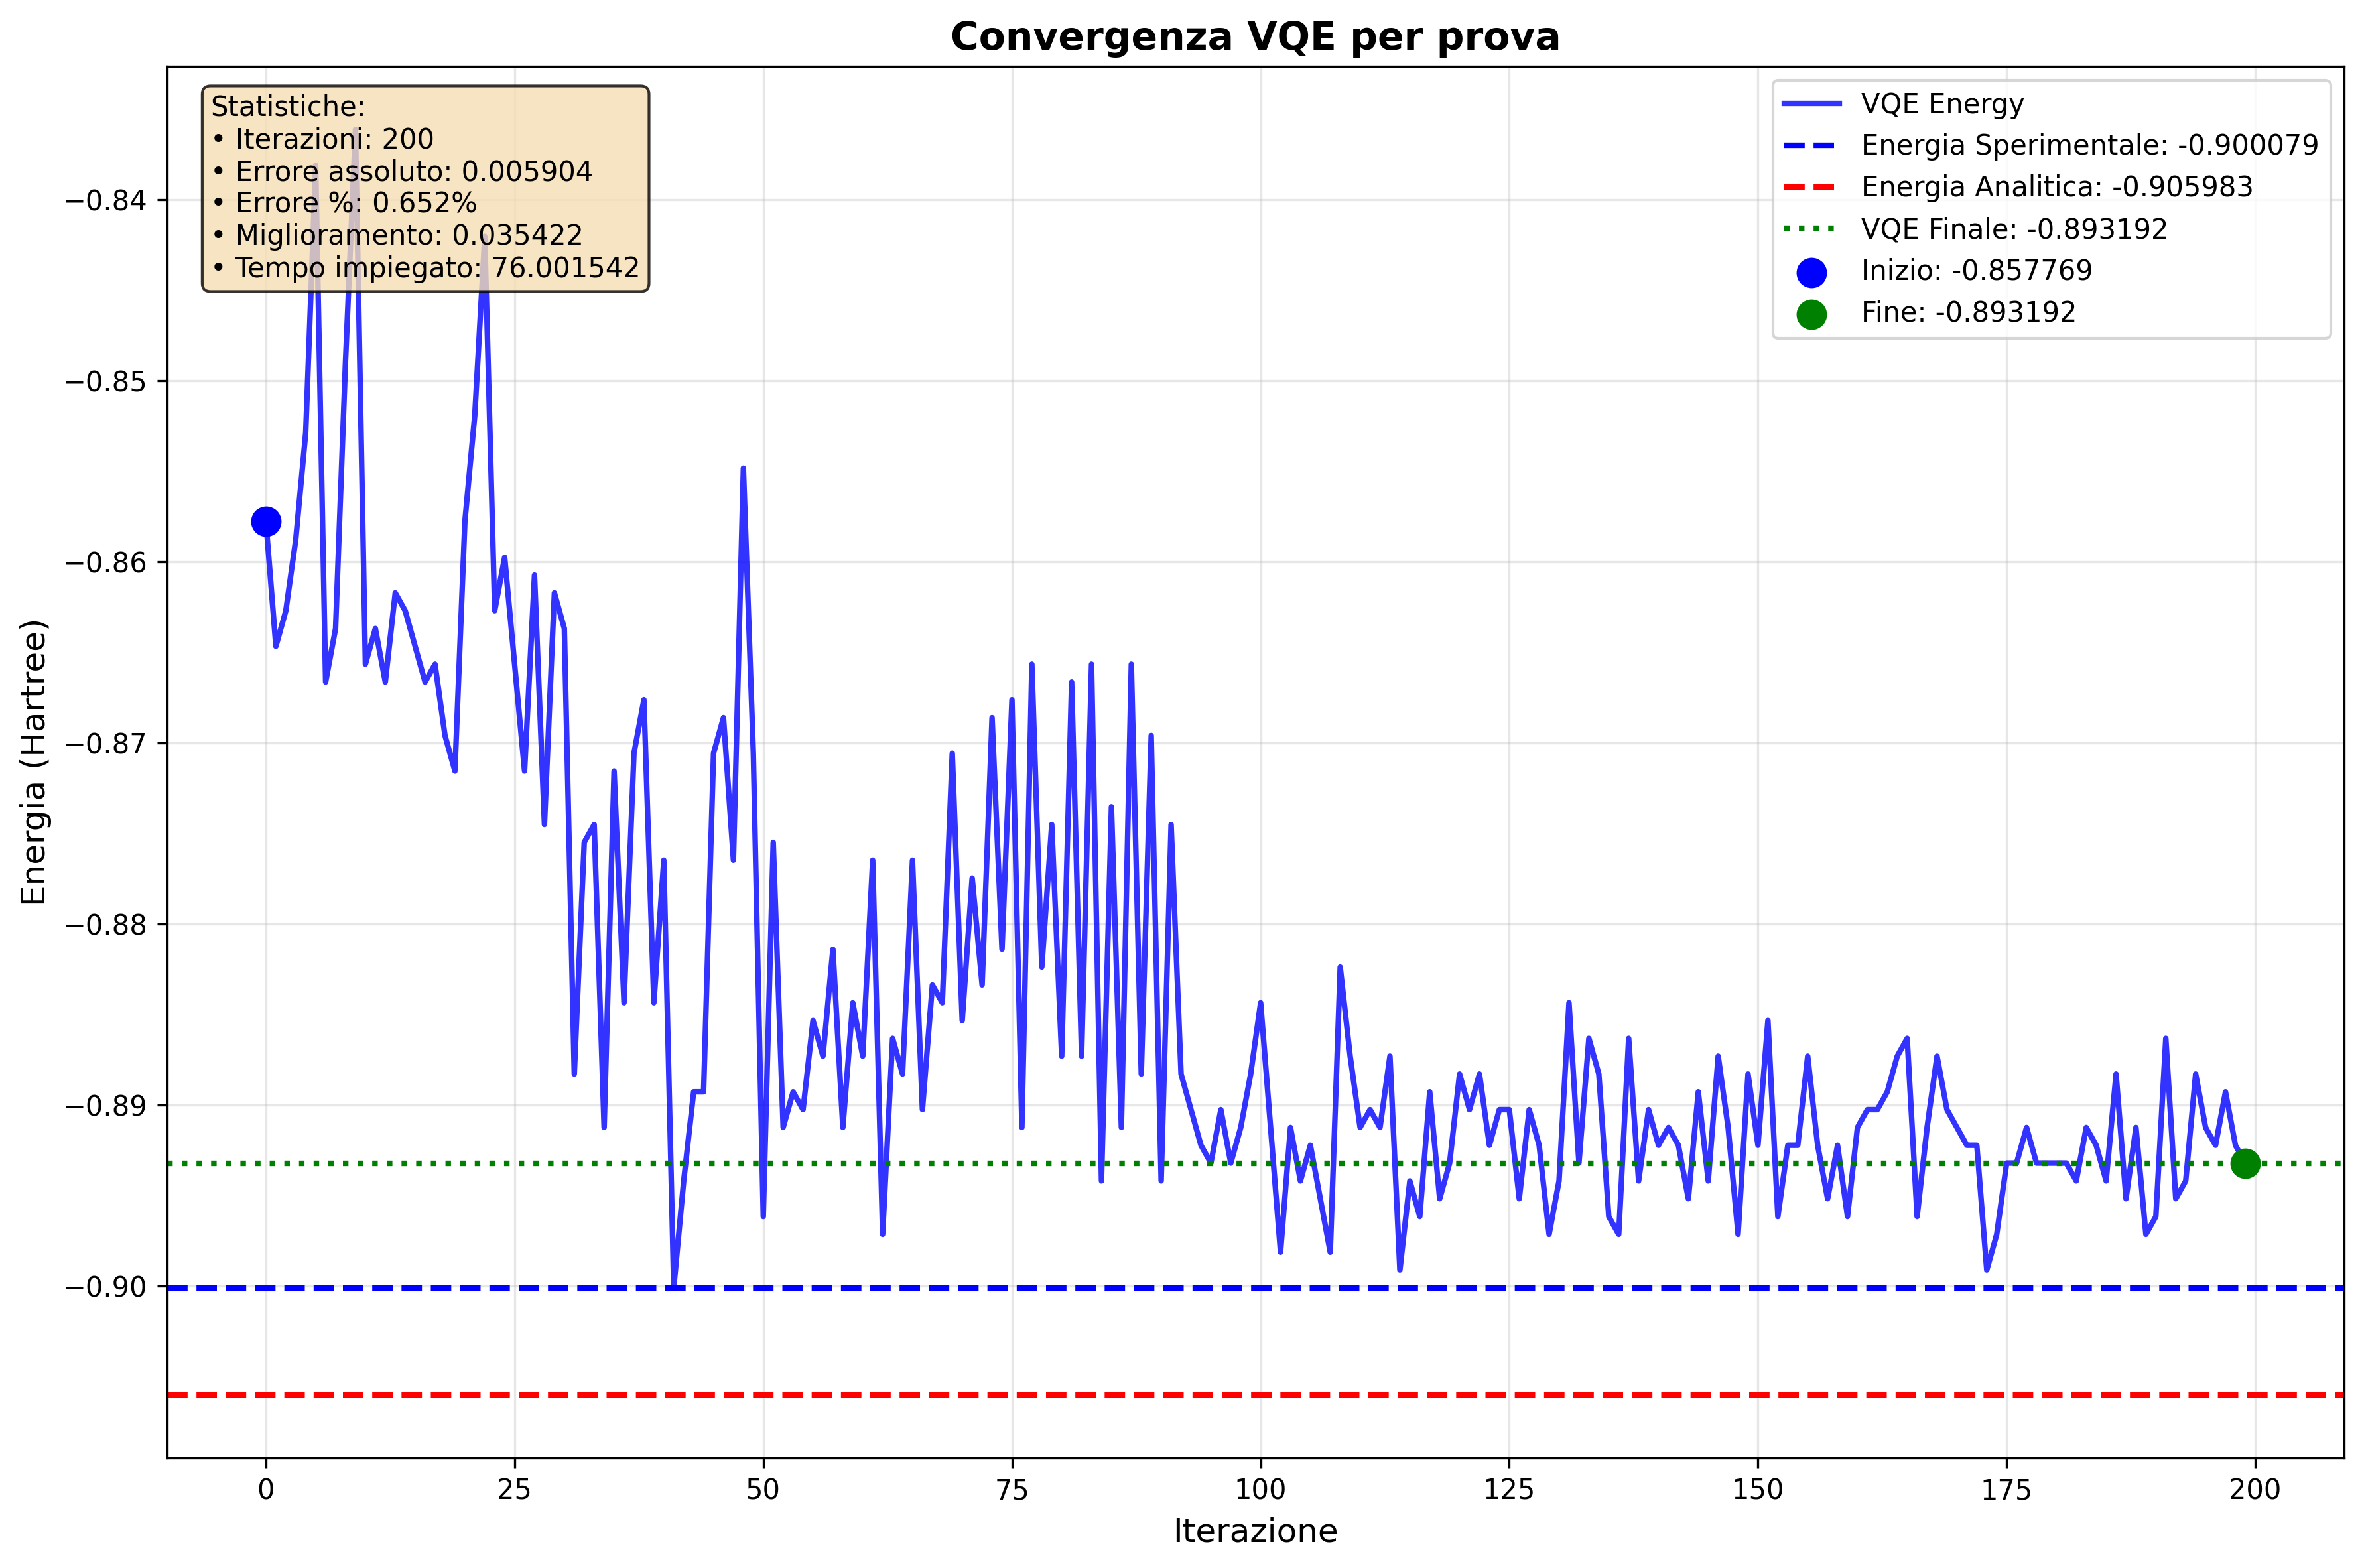 Convergenza VQE per prova
Statistiche:
• Iterazioni: 200
• Errore assoluto: 0.005904
• Errore %: 0.652%
• Miglioramento: 0.035422
• Tempo impiegato: 76.001542
VQE Energy
Energia Sperimentale: -0.900079
Energia Analitica: -0.905983
VQE Finale: -0.893192
Inizio: -0.857769
Fine: -0.893192
Energia (Hartree)
−0.84
−0.85
−0.86
−0.87
−0.88
−0.89
−0.90
0 25 50 75 100 125 150 175 200
Iterazione